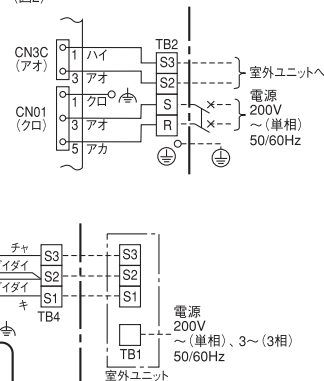 CN3C
(アオ)
1 ハイ
3 アオ
CN01
(クロ)
1 クロ
3 アオ
5 アカ
TB2
S3
S2
S
R
室外ユニットへ
電源
200V
～(単相)
50/60Hz
チャ
イダイ
イダイ
キ
S3
S2
S1
TB4
S3
S2
S1
TB1
室外ユニット
電源
200V
～(単相)、3～(3相)
50/60Hz